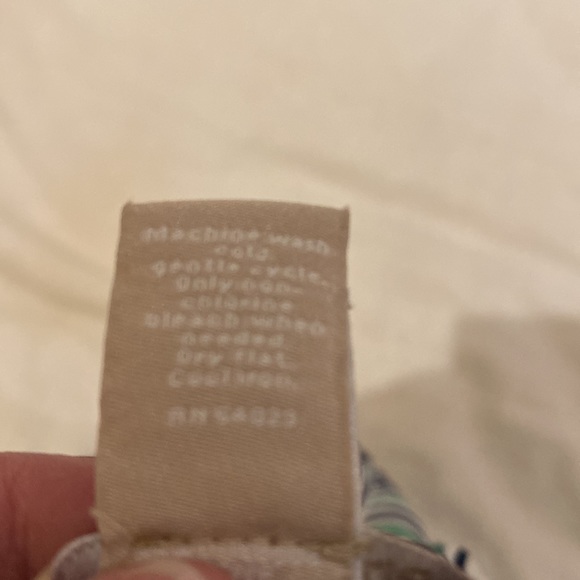 Machine wash
cold,
gentle cycle.
Only non-
chlorine
bleach when
needed.
Dry flat.
Cool iron.
RN 54023